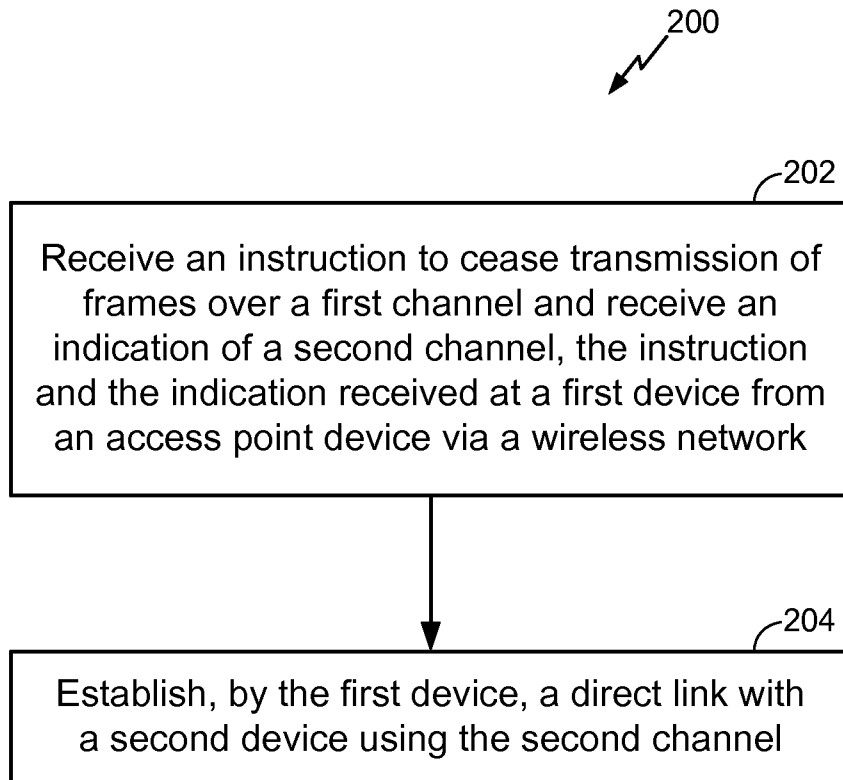 200
202
Receive an instruction to cease transmission of
frames over a first channel and receive an
indication of a second channel, the instruction
and the indication received at a first device from
an access point device via a wireless network
204
Establish, by the first device, a direct link with
a second device using the second channel